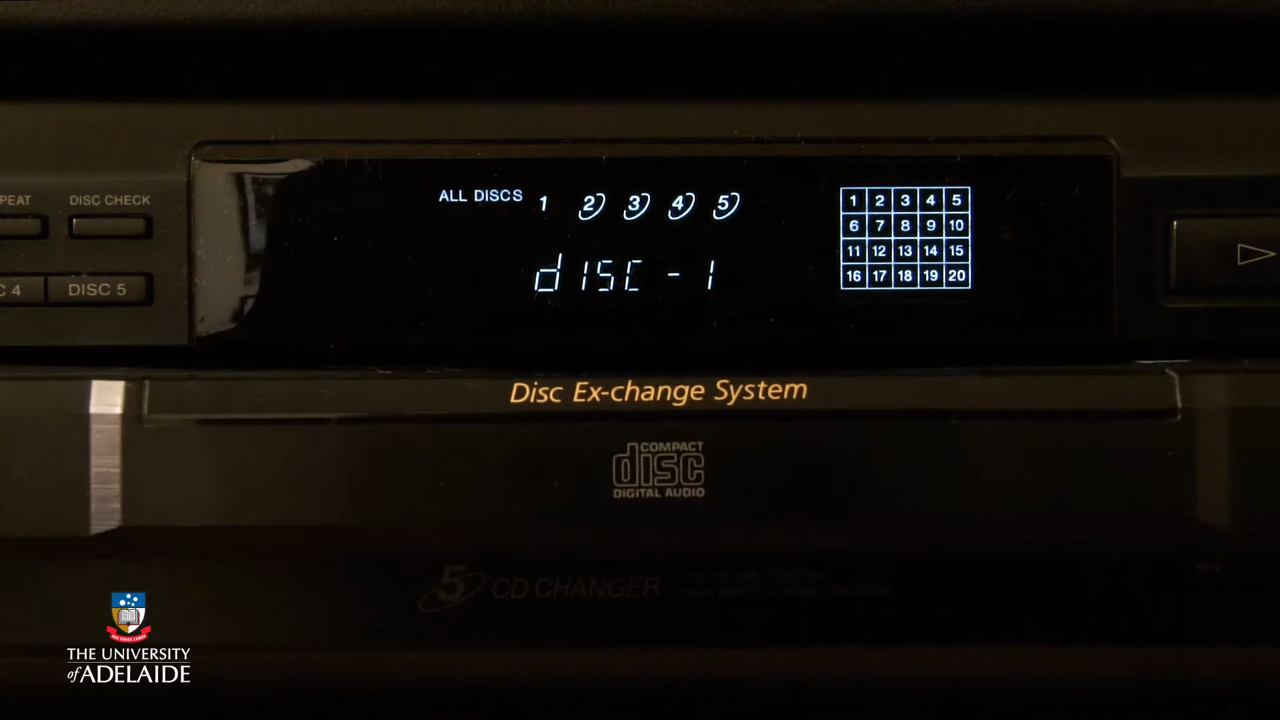 PEAT DISC CHECK
C 4 DISC 5
ALL DISCS 1 2 3 4 5
disc - 1
1 2 3 4 5
6 7 8 9 10
11 12 13 14 15
16 17 18 19 20
Disc Ex-change System
COMPACT
disc
DIGITAL AUDIO
5 CD CHANGER
THE UNIVERSITY
of ADELAIDE